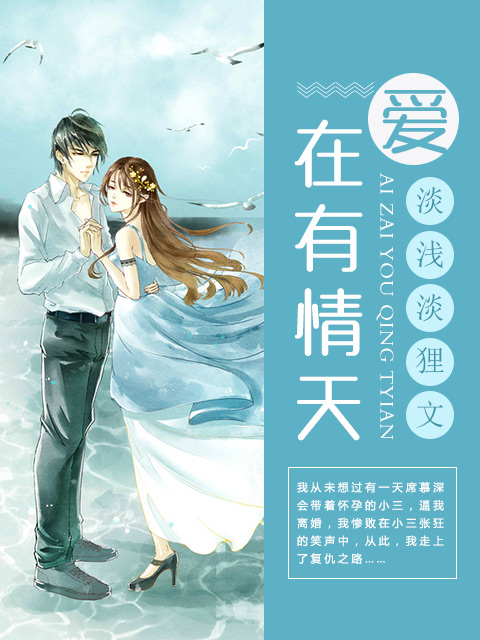 爱
在有情天
AI ZAI YOU QING TYIAN
淡浅淡狸文
我从未想过有一天席慕深
会带着怀孕的小三，逼我
离婚，我惨败在小三张狂
的笑声中，从此，我走上
了复仇之路……